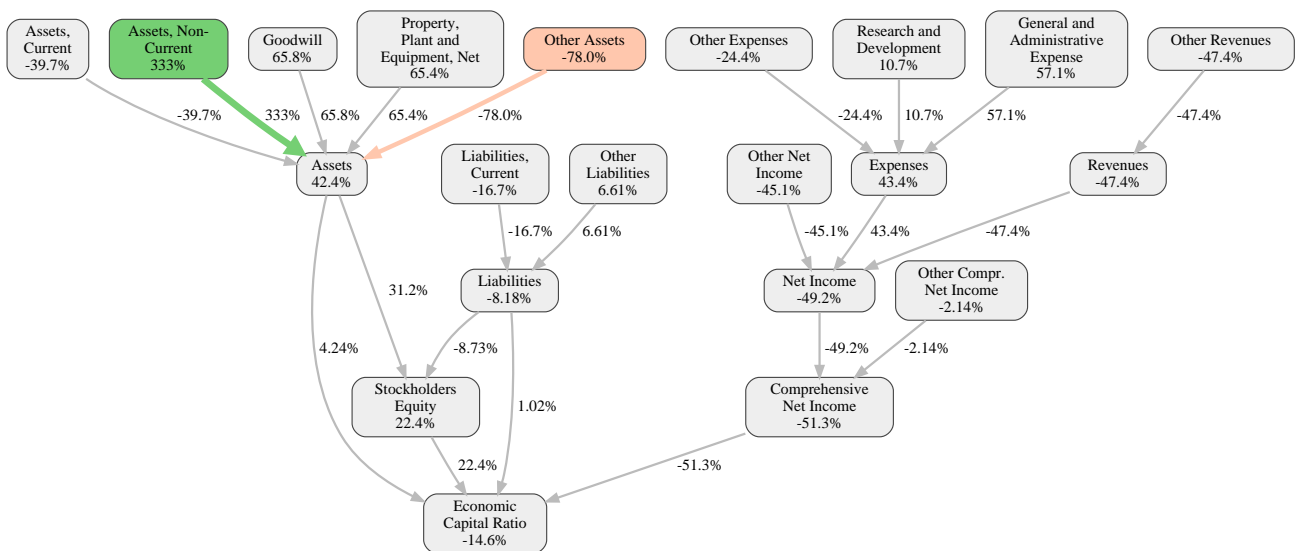 Assets,
Current
-39.7%
Assets, Non-
Current
333%
Goodwill
65.8%
Property,
Plant and
Equipment, Net
65.4%
Other Assets
-78.0%
Other Expenses
-24.4%
Research and
Development
10.7%
General and
Administrative
Expense
57.1%
Other Revenues
-47.4%
-39.7%
333%
65.8%
65.4%
-78.0%
-24.4%
10.7%
57.1%
-47.4%
Assets
42.4%
Liabilities,
Current
-16.7%
Other
Liabilities
6.61%
Other Net
Income
-45.1%
Expenses
43.4%
Revenues
-47.4%
-16.7%
6.61%
-45.1%
43.4%
-47.4%
31.2%
Liabilities
-8.18%
Net Income
-49.2%
Other Compr.
Net Income
-2.14%
4.24%
-8.73%
-49.2%
-2.14%
Stockholders
Equity
22.4%
1.02%
Comprehensive
Net Income
-51.3%
22.4%
-51.3%
Economic
Capital Ratio
-14.6%